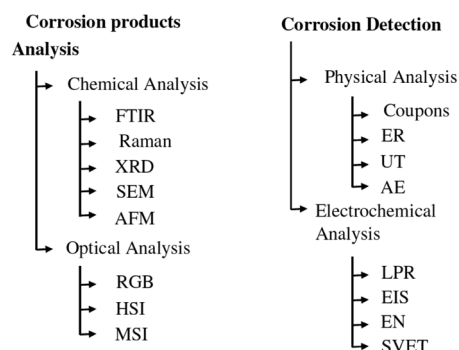 Corrosion products
Analysis
Chemical Analysis
FTIR
Raman
XRD
SEM
AFM
Optical Analysis
RGB
HSI
MSI
Corrosion Detection
Physical Analysis
Coupons
ER
UT
AE
Electrochemical
Analysis
LPR
EIS
EN
SVET